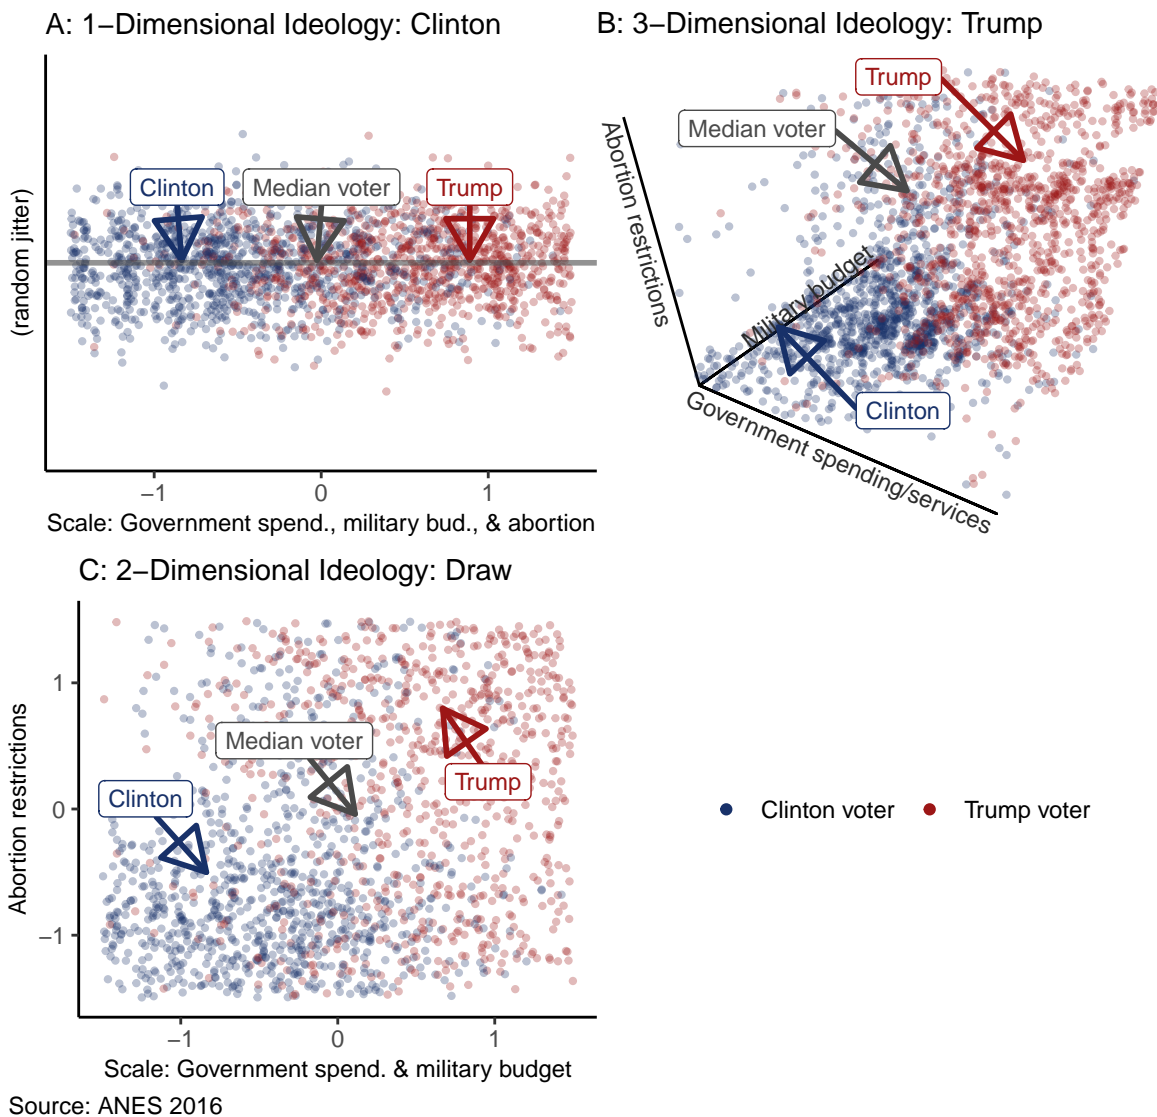 A: 1−Dimensional Ideology: Clinton
(random jitter)
Clinton
Median voter
Trump
−1
0
1
Scale: Government spend., military bud., & abortion
B: 3−Dimensional Ideology: Trump
Trump
Median voter
Abortion restrictions
Military budget
Clinton
Government spending/services
C: 2−Dimensional Ideology: Draw
Abortion restrictions
1
0
−1
Median voter
Trump
Clinton
−1
0
1
Scale: Government spend. & military budget
Clinton voter
Trump voter
Source: ANES 2016